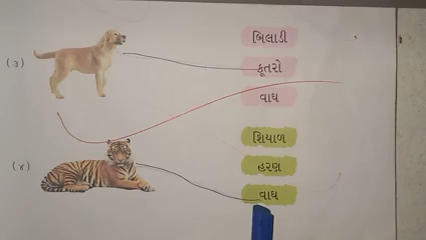 બિલાડી
(૩) કૂતરો
વાઘ
શિયાળ
(૪) હરણ
વાઘ